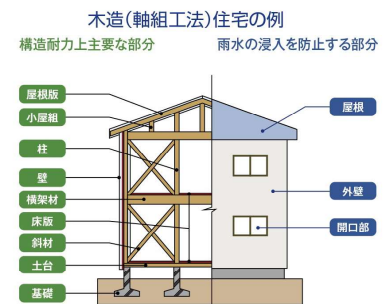 木造(軸組工法)住宅の例
構造耐力上主要な部分
雨水の浸入を防止する部分
屋根版
小屋組
柱
壁
横架材
床版
斜材
土台
基礎
屋根
外壁
開口部